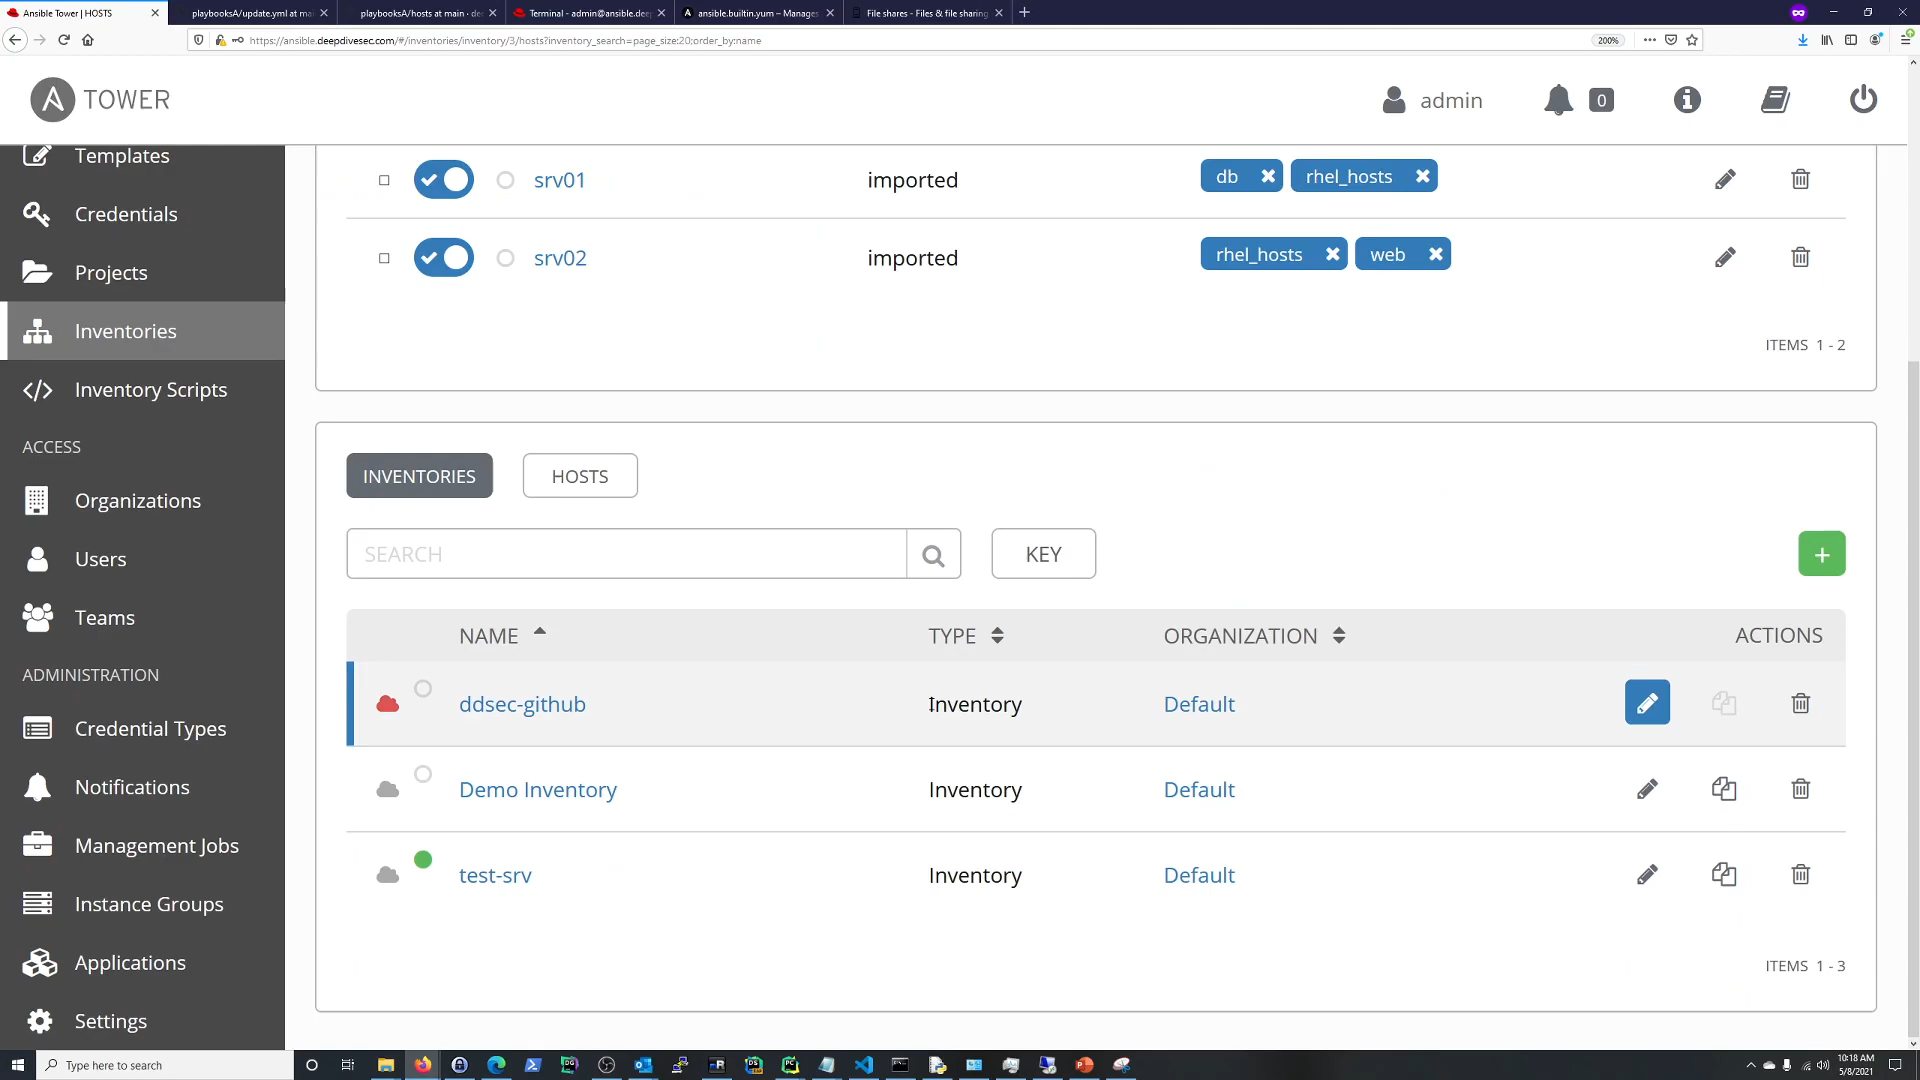 Ansible Tower | HOSTS
playbooksA/update.yml at mai
playbooksA/hosts at main · de
Terminal - admin@ansible.deep
ansible.builtin.yum – Manages
File shares - Files & file sharing
https://ansible.deepdivesec.com/#/inventories/inventory/3/hosts?inventory_search=page_size:20;order_by:name
200%
A TOWER
admin
0
Templates
Credentials
Projects
Inventories
Inventory Scripts
ACCESS
Organizations
Users
Teams
ADMINISTRATION
Credential Types
Notifications
Management Jobs
Instance Groups
Applications
Settings
srv01 imported db rhel_hosts
srv02 imported rhel_hosts web
ITEMS 1 - 2
INVENTORIES HOSTS
SEARCH KEY
NAME TYPE ORGANIZATION ACTIONS
ddsec-github Inventory Default
Demo Inventory Inventory Default
test-srv Inventory Default
ITEMS 1 - 3
Type here to search
10:18 AM
5/8/2021